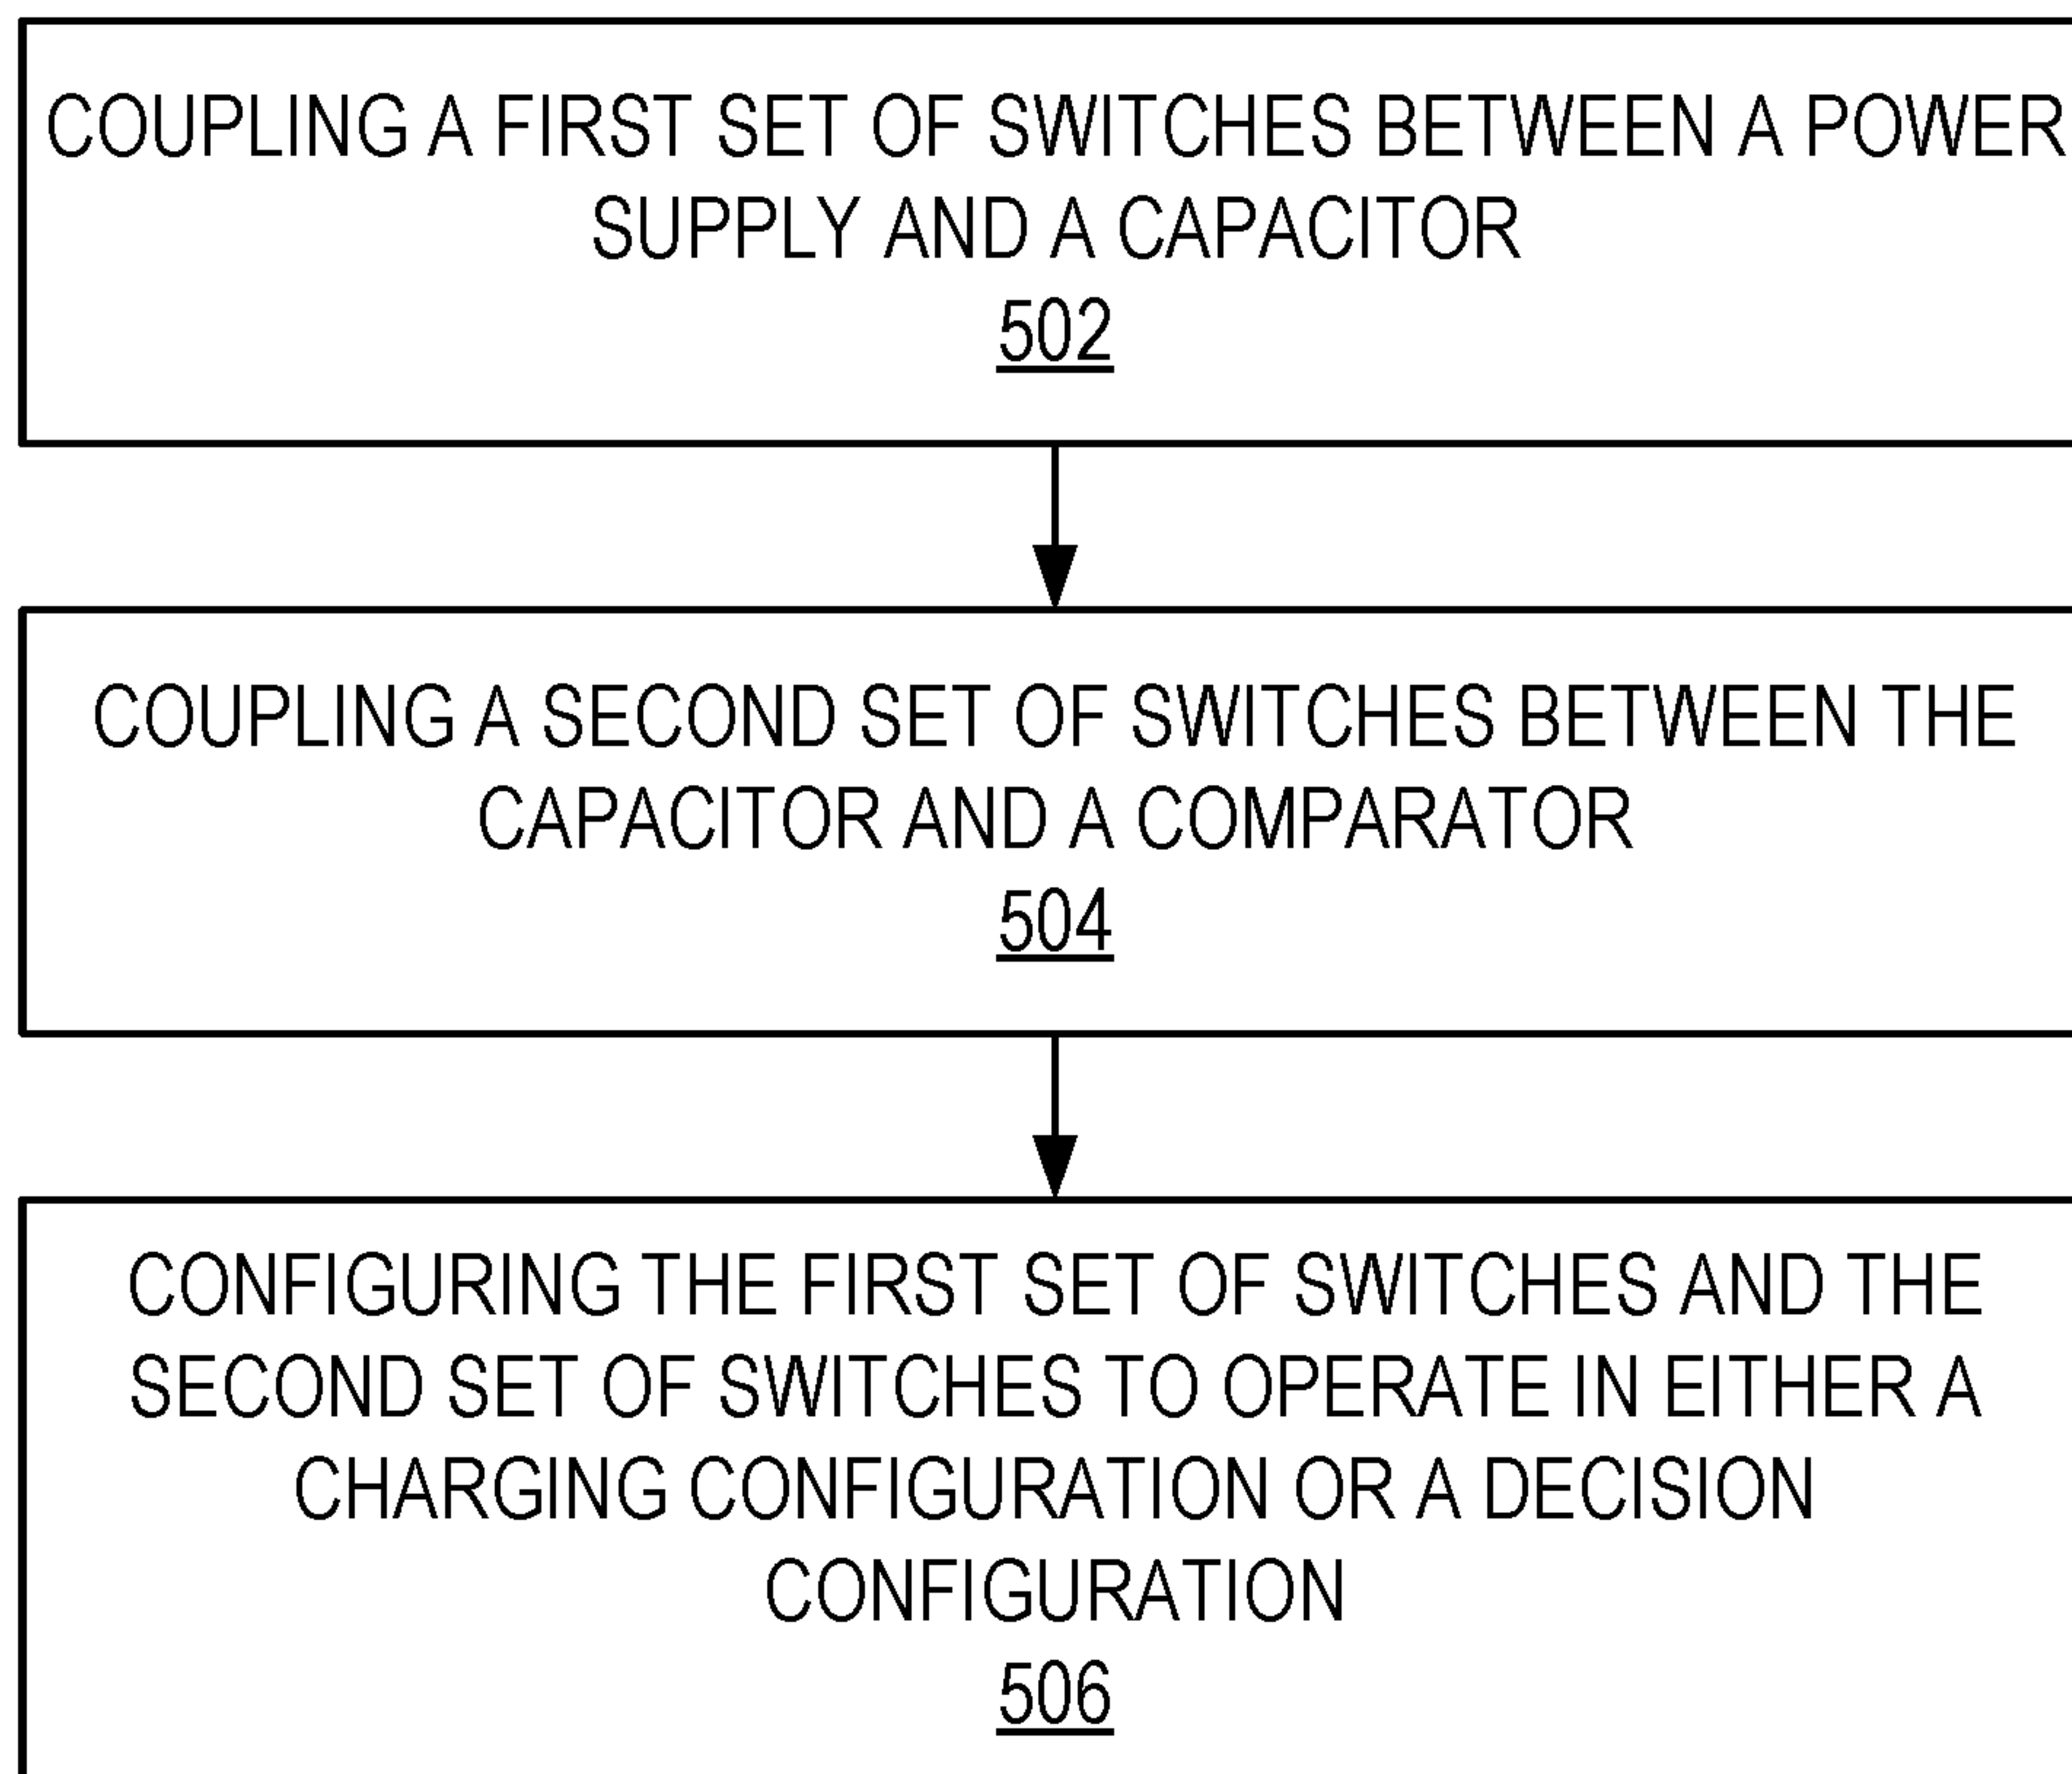 COUPLING A FIRST SET OF SWITCHES BETWEEN A POWER
SUPPLY AND A CAPACITOR
502
COUPLING A SECOND SET OF SWITCHES BETWEEN THE
CAPACITOR AND A COMPARATOR
504
CONFIGURING THE FIRST SET OF SWITCHES AND THE
SECOND SET OF SWITCHES TO OPERATE IN EITHER A
CHARGING CONFIGURATION OR A DECISION
CONFIGURATION
506